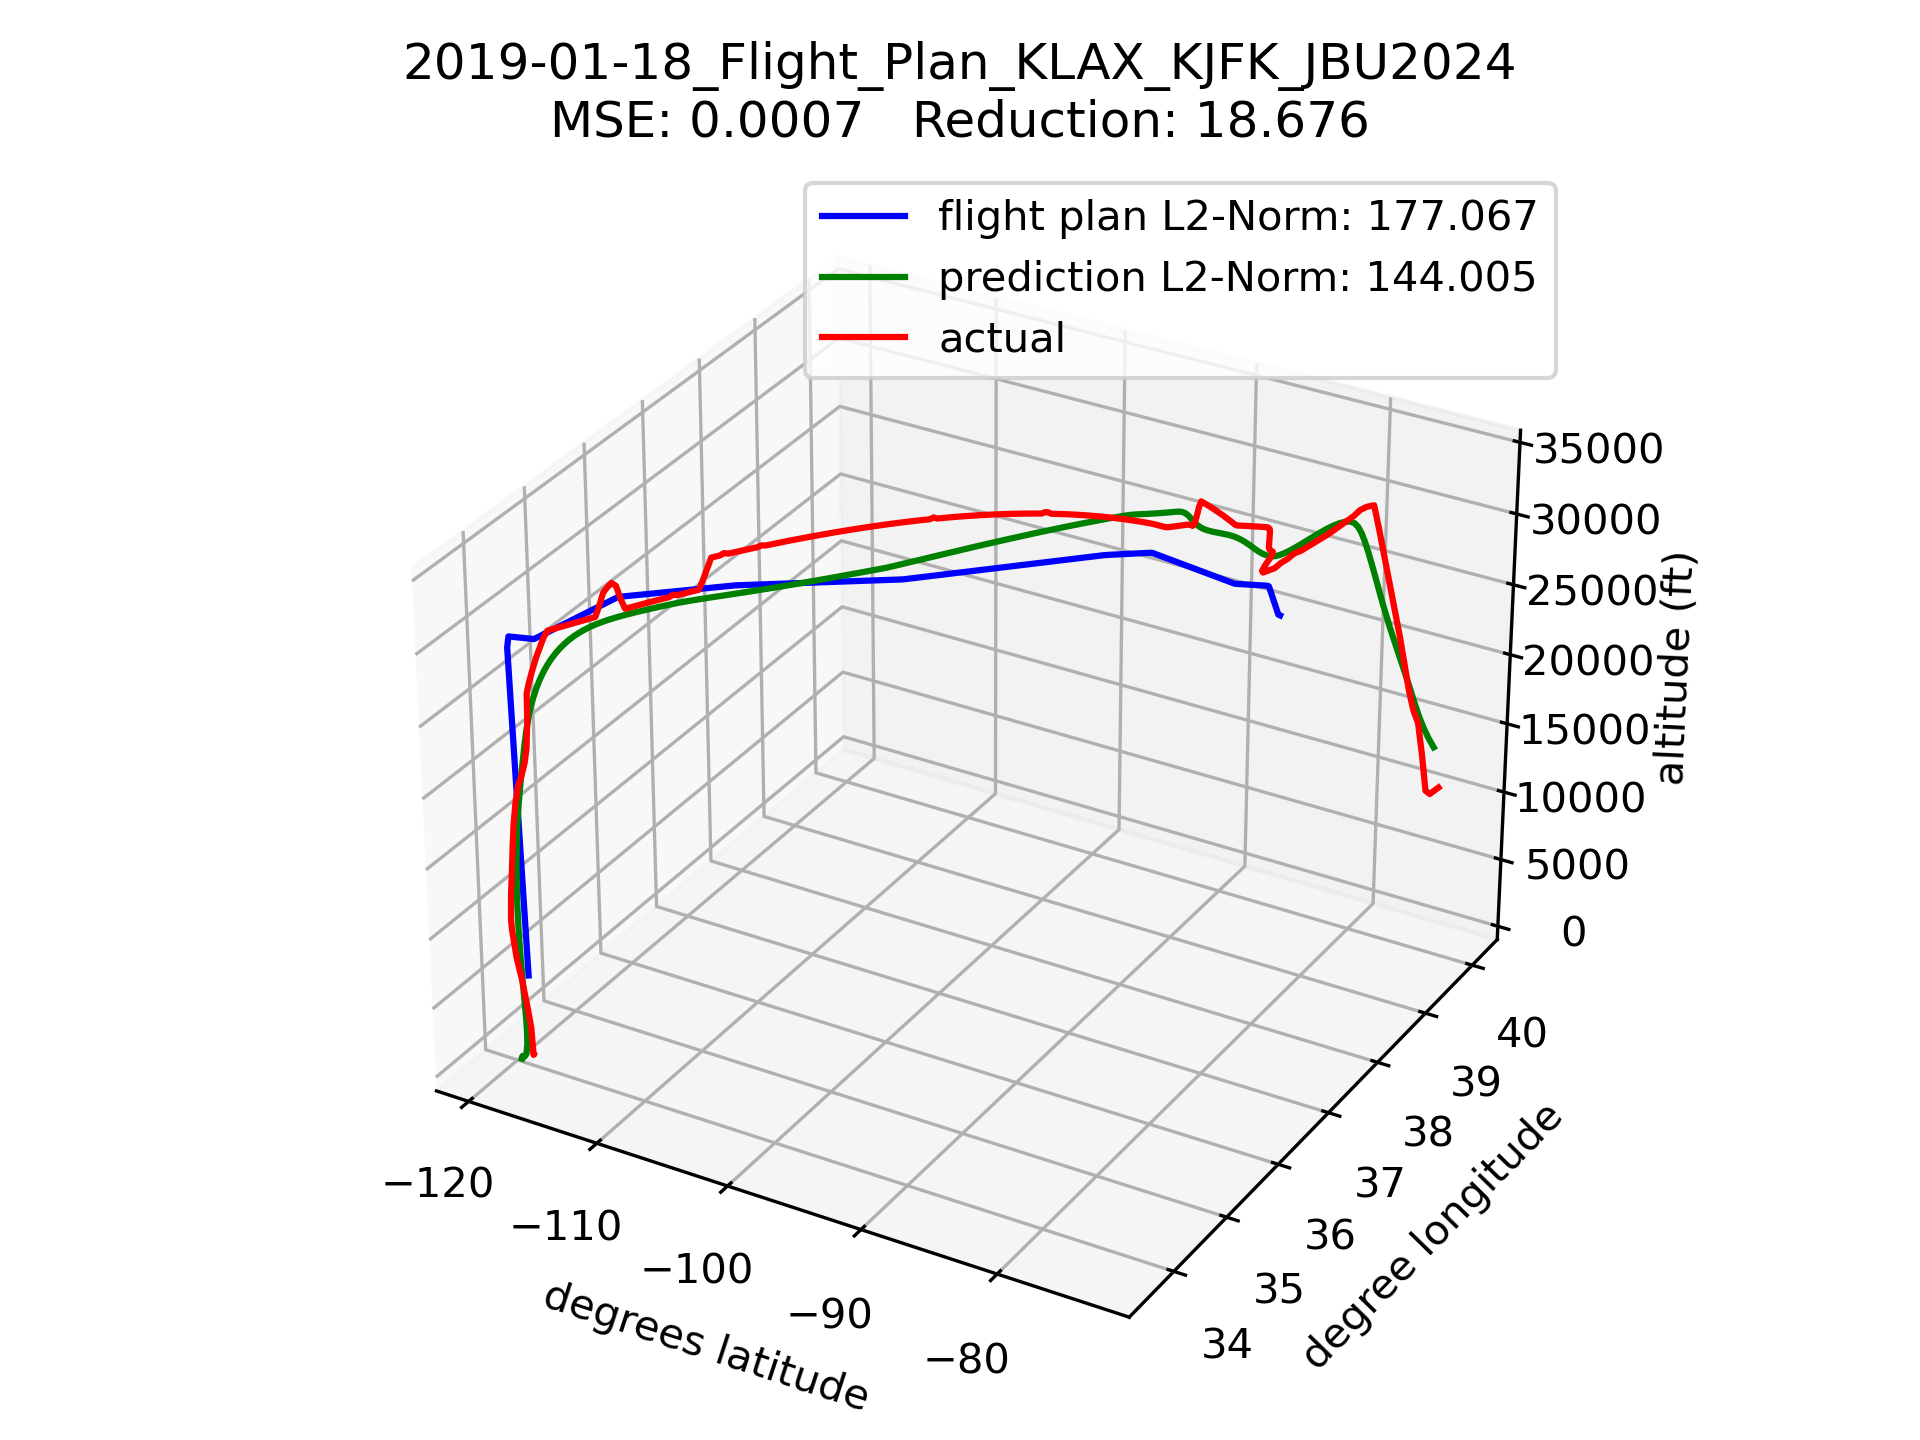 2019-01-18_Flight_Plan_KLAX_KJFK_JBU2024
MSE: 0.0007   Reduction: 18.676
flight plan L2-Norm: 177.067
prediction L2-Norm: 144.005
actual
35000
30000
25000
20000
15000
10000
5000
0
altitude (ft)
40
39
38
37
36
35
34
degree longitude
−120
−110
−100
−90
−80
degrees latitude